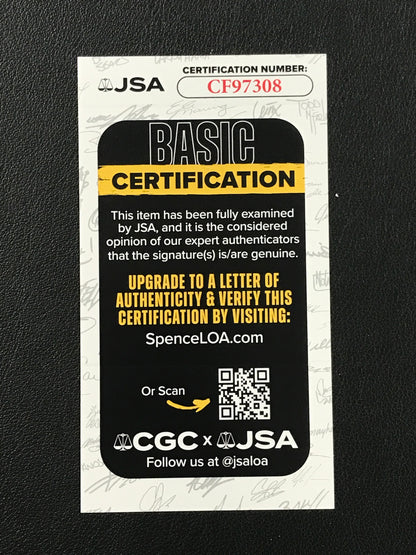 JSA
CERTIFICATION NUMBER:
CF97308
BASIC
CERTIFICATION
This item has been fully examined
by JSA, and it is the considered
opinion of our expert authenticators
that the signature(s) is/are genuine.
UPGRADE TO A LETTER OF
AUTHENTICITY & VERIFY THIS
CERTIFICATION BY VISITING:
SpenceLOA.com
Or Scan
CGC x JSA
Follow us at @jsaloa